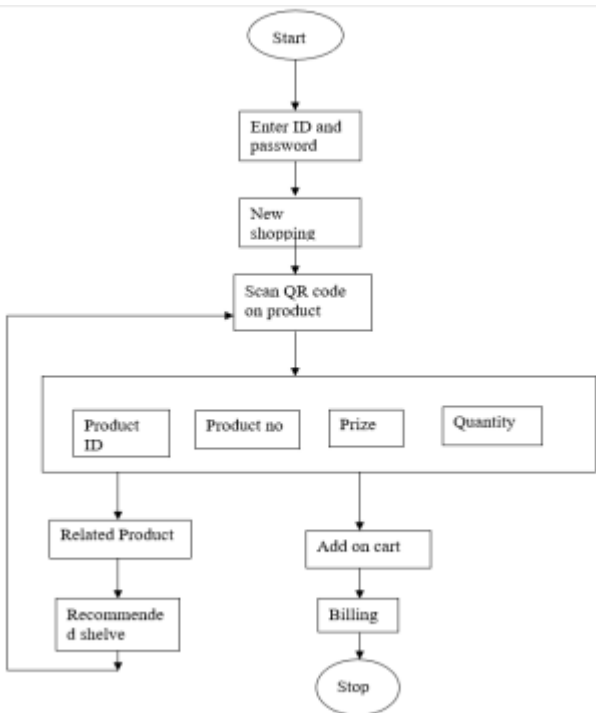 Start
Enter ID and
password
New
shopping
Scan QR code
on product
Product
ID
Product no
Prize
Quantity
Related Product
Add on cart
Recommende
d shelve
Billing
Stop